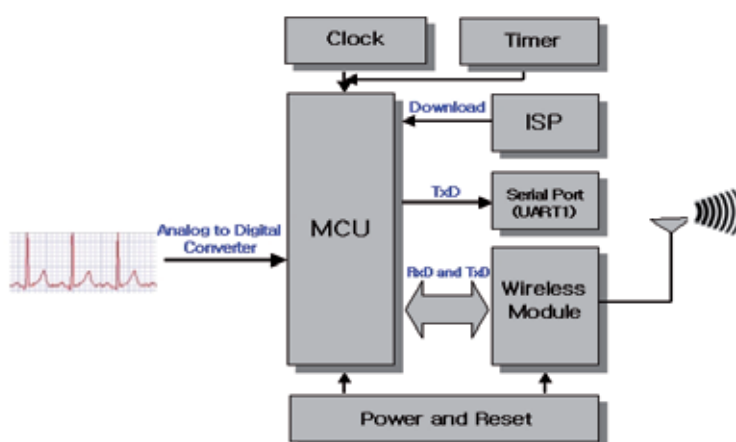 Clock
Timer
Download
ISP
TxD
Serial Port
(UART1)
MCU
Analog to Digital
Converter
RxD and TxD
Wireless
Module
Power and Reset